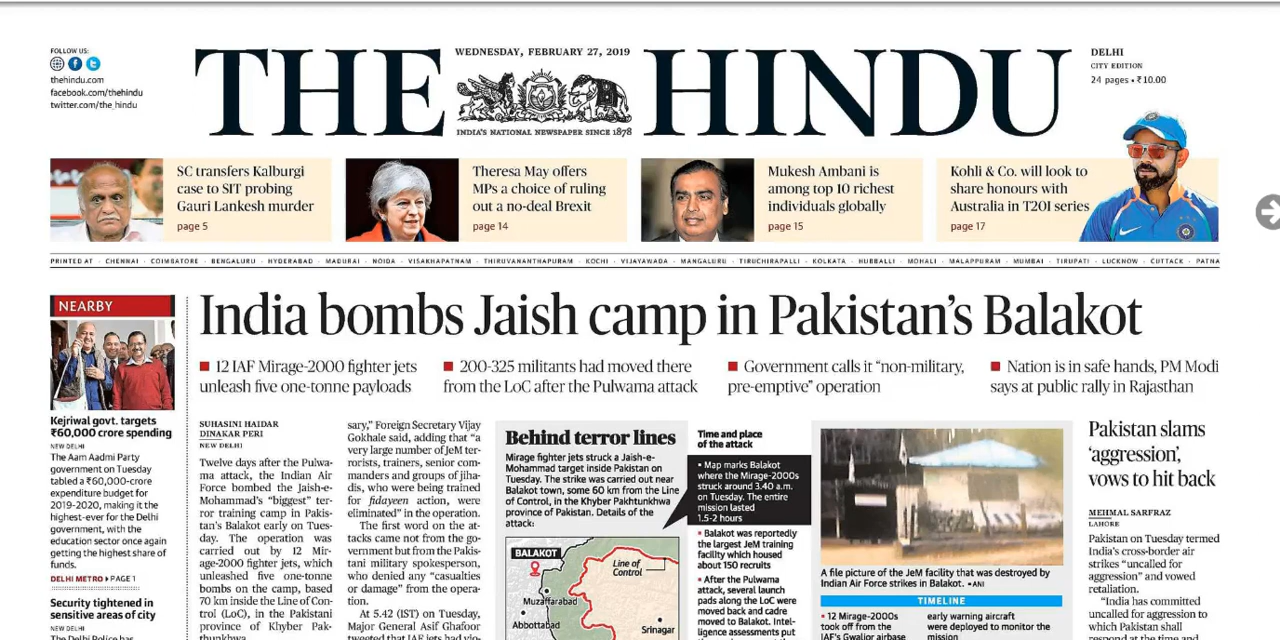 FOLLOW US:
thehindu.com
facebook.com/thehindu
twitter.com/the_hindu
WEDNESDAY, FEBRUARY 27, 2019
THE HINDU
INDIA'S NATIONAL NEWSPAPER SINCE 1878
DELHI
CITY EDITION
24 pages • ₹10.00
SC transfers Kalburgi
case to SIT probing
Gauri Lankesh murder
page 5
Theresa May offers
MPs a choice of ruling
out a no-deal Brexit
page 14
Mukesh Ambani is
among top 10 richest
individuals globally
page 15
Kohli & Co. will look to
share honours with
Australia in T20I series
page 17
PRINTED AT • CHENNAI • COIMBATORE • BENGALURU • HYDERABAD • MADURAI • NOIDA • VISAKHAPATNAM • THIRUVANANTHAPURAM • KOCHI • VIJAYAWADA • MANGALURU • TIRUCHIRAPALLI • KOLKATA • HUBBALLI • MOHALI • MALAPPURAM • MUMBAI • TIRUPATI • LUCKNOW • CUTTACK • PATNA
NEARBY
Kejriwal govt. targets
₹60,000 crore spending
NEW DELHI
The Aam Aadmi Party
government on Tuesday
tabled a ₹60,000-crore
expenditure budget for
2019-2020, making it the
highest-ever for the Delhi
government, with the
education sector once again
getting the highest share of
funds.
DELHI METRO PAGE 1
Security tightened in
sensitive areas of city
NEW DELHI
The Delhi Police has
India bombs Jaish camp in Pakistan's Balakot
12 IAF Mirage-2000 fighter jets
unleash five one-tonne payloads
200-325 militants had moved there
from the LoC after the Pulwama attack
Government calls it "non-military,
pre-emptive" operation
Nation is in safe hands, PM Modi
says at public rally in Rajasthan
SUHASINI HAIDAR
DINAKAR PERI
NEW DELHI
Twelve days after the Pulwa-
ma attack, the Indian Air
Force bombed the Jaish-e-
Mohammad's "biggest" ter-
ror training camp in Pakis-
tan's Balakot early on Tues-
day. The operation was
carried out by 12 Mir-
age-2000 fighter jets, which
unleashed five one-tonne
bombs on the camp, based
70 km inside the Line of Con-
trol (LoC), in the Pakistani
province of Khyber Pak-
htunkhwa.
sary," Foreign Secretary Vijay
Gokhale said, adding that "a
very large number of JeM ter-
rorists, trainers, senior com-
manders and groups of jiha-
dis, who were being trained
for fidayeen action, were
eliminated" in the operation.
The first word on the at-
tacks came not from the go-
vernment but from the Pakis-
tani military spokesperson,
who denied any "casualties
or damage" from the opera-
tion.
At 5.42 (IST) on Tuesday,
Major General Asif Ghafoor
tweeted that IAF jets had vio-
Behind terror lines
Mirage fighter jets struck a Jaish-e-
Mohammad target inside Pakistan on
Tuesday. The strike was carried out near
Balakot town, some 60 km from the Line
of Control, in the Khyber Pakhtunkhwa
province of Pakistan. Details of the
attack:
BALAKOT
Line of
Control
Muzaffarabad
Abbottabad
Srinagar
Time and place
of the attack
• Map marks Balakot
where the Mirage-2000s
struck around 3.40 a.m.
on Tuesday. The entire
mission lasted
1.5-2 hours
• Balakot was reportedly
the largest JeM training
facility which housed
about 150 recruits
• After the Pulwama
attack, several launch
pads along the LoC were
moved back and cadre
moved to Balakot. Intel-
ligence assessments put
A file picture of the JeM facility that was destroyed by
Indian Air Force strikes in Balakot. •ANI
TIMELINE
• 12 Mirage-2000s
took off from the
IAF's Gwalior airbase
early warning aircraft
were deployed to monitor the
mission
Pakistan slams
'aggression',
vows to hit back
MEHMAL SARFRAZ
LAHORE
Pakistan on Tuesday termed
India's cross-border air
strikes "uncalled for
aggression" and vowed
retaliation.
"India has committed
uncalled for aggression to
which Pakistan shall
respond at the time and